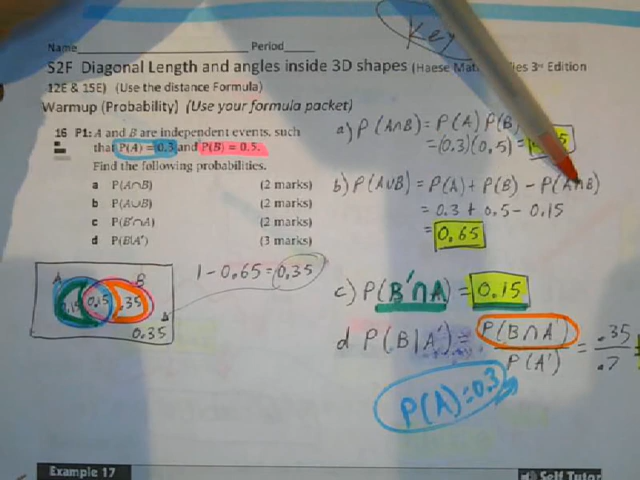 Key
Name Period
S2F Diagonal Length and angles inside 3D shapes (Haese 3rd Edition
12E & 15E) (Use the distance Formula)
Warmup (Probability) (Use your formula packet)
16 P1: A and B are independent events, such
that P(A) = 0.3 and P(B) = 0.5.
Find the following probabilities.
a P(A∩B) (2 marks)
b P(A∪B) (2 marks)
c P(B'∩A) (2 marks)
d P(B|A') (3 marks)
a) P(A∩B) = P(A) P(B)
= (0.3)(0.5) =
b) P(A∪B) = P(A) + P(B) - P(A∩B)
= 0.3 + 0.5 - 0.15
= 0.65
1 - 0.65 = 0.35
A B
.15 0.15 .35
0.35
c) P(B'∩A) = 0.15
d P(B|A') = P(B∩A') / P(A') = .35 / .7
P(A) = 0.3
Example 17 Self Tutor